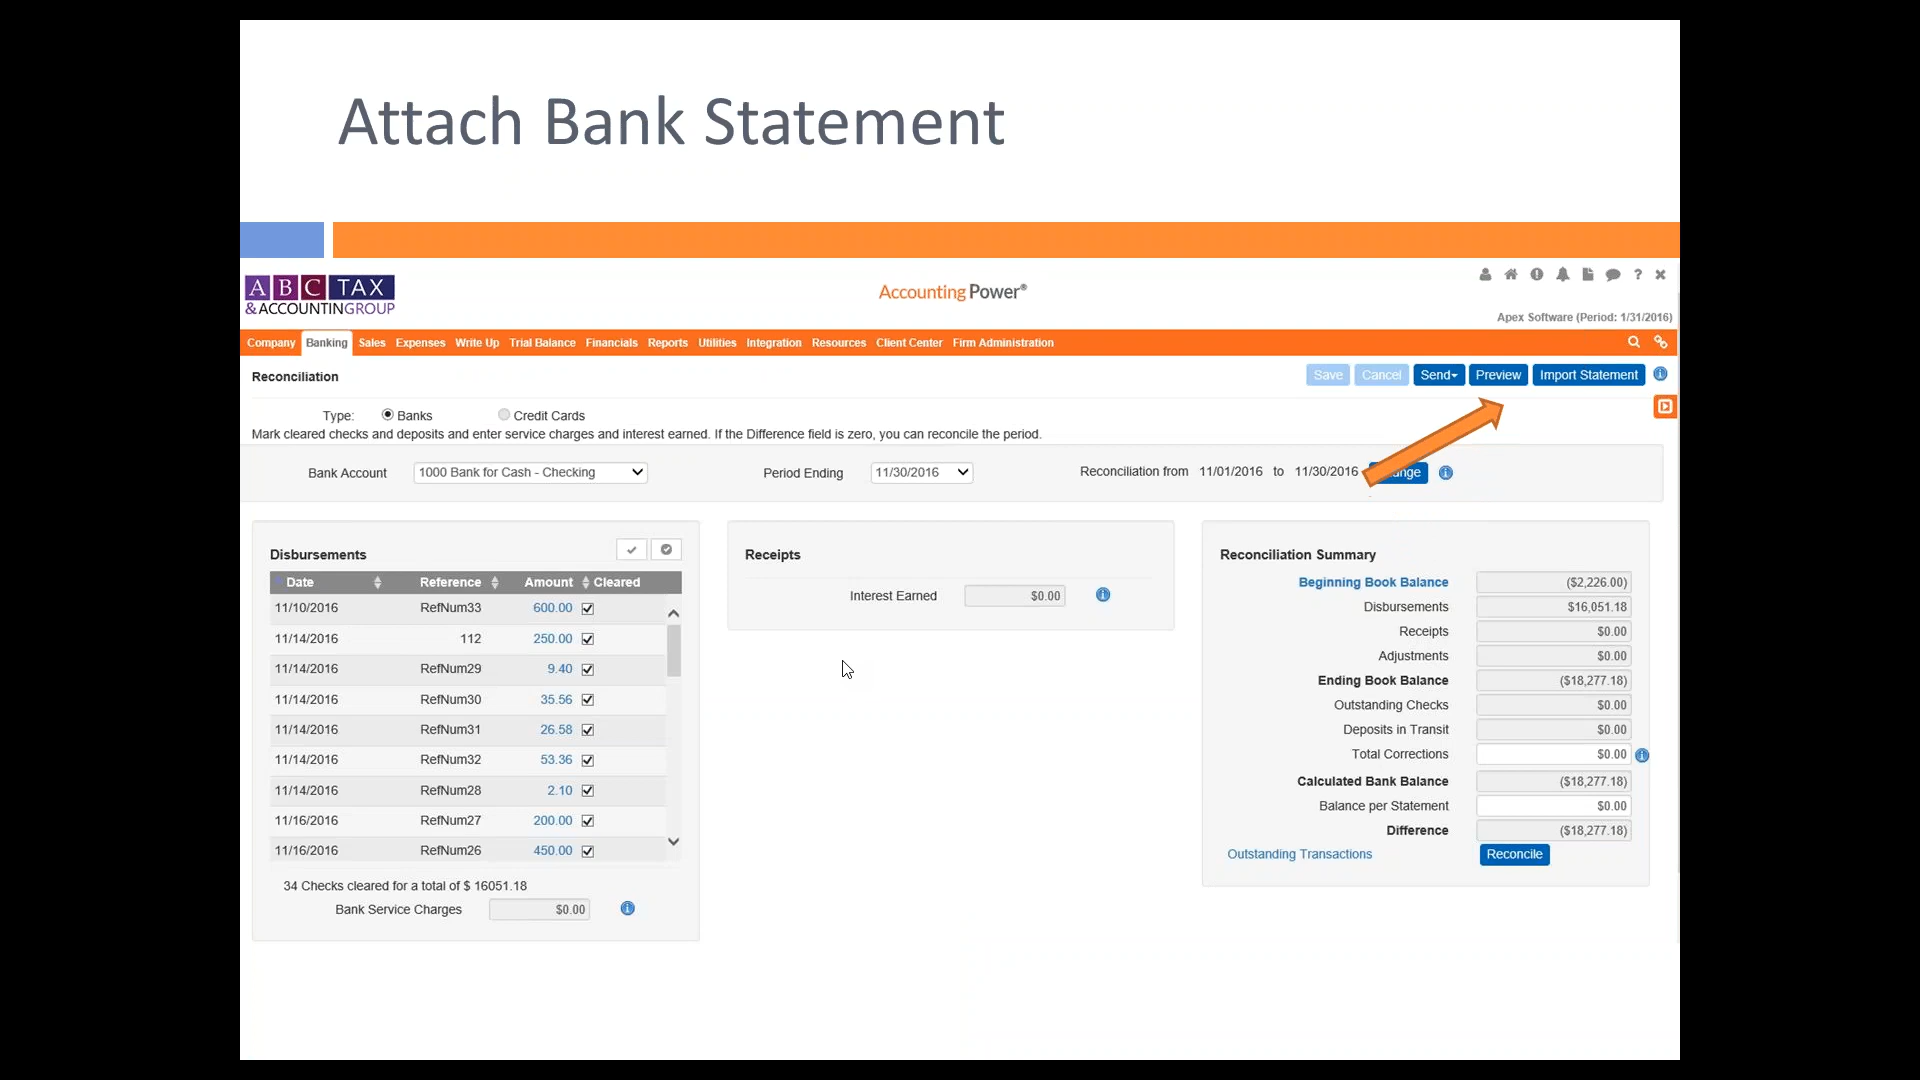 Attach Bank Statement
A B C TAX
&ACCOUNTINGGROUP
Accounting Power®
Apex Software (Period: 1/31/2016)
Company Banking Sales Expenses Write Up Trial Balance Financials Reports Utilities Integration Resources Client Center Firm Administration
Reconciliation Save Cancel Send Preview Import Statement
Type: Banks Credit Cards
Mark cleared checks and deposits and enter service charges and interest earned. If the Difference field is zero, you can reconcile the period.
Bank Account 1000 Bank for Cash - Checking Period Ending 11/30/2016 Reconciliation from 11/01/2016 to 11/30/2016
Disbursements
Date Reference Amount Cleared
11/10/2016 RefNum33 600.00
11/14/2016 112 250.00
11/14/2016 RefNum29 9.40
11/14/2016 RefNum30 35.56
11/14/2016 RefNum31 26.58
11/14/2016 RefNum32 53.36
11/14/2016 RefNum28 2.10
11/16/2016 RefNum27 200.00
11/16/2016 RefNum26 450.00
34 Checks cleared for a total of $ 16051.18
Bank Service Charges $0.00
Receipts
Interest Earned $0.00
Reconciliation Summary
Beginning Book Balance ($2,226.00)
Disbursements $16,051.18
Receipts $0.00
Adjustments $0.00
Ending Book Balance ($18,277.18)
Outstanding Checks $0.00
Deposits in Transit $0.00
Total Corrections $0.00
Calculated Bank Balance ($18,277.18)
Balance per Statement $0.00
Difference ($18,277.18)
Outstanding Transactions Reconcile